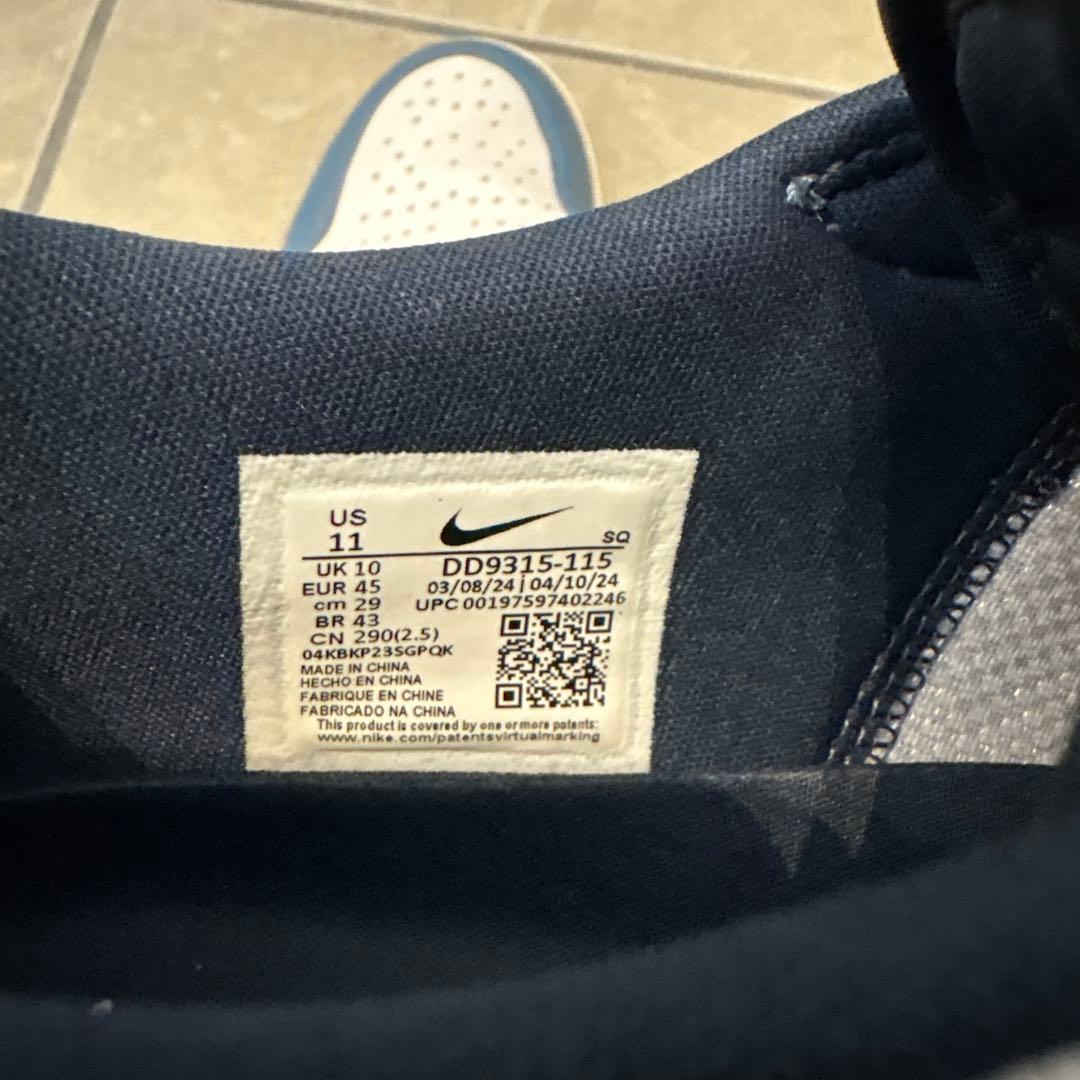 US
11
SQ
UK 10
DD9315-115
EUR 45
03/08/24 | 04/10/24
cm 29
UPC 00197597402246
BR 43
CN 290(2.5)
04KBKP23SGPQK
MADE IN CHINA
HECHO EN CHINA
FABRIQUE EN CHINE
FABRICADO NA CHINA
This product is covered by one or more patents:
www.nike.com/patentsvirtualmarking